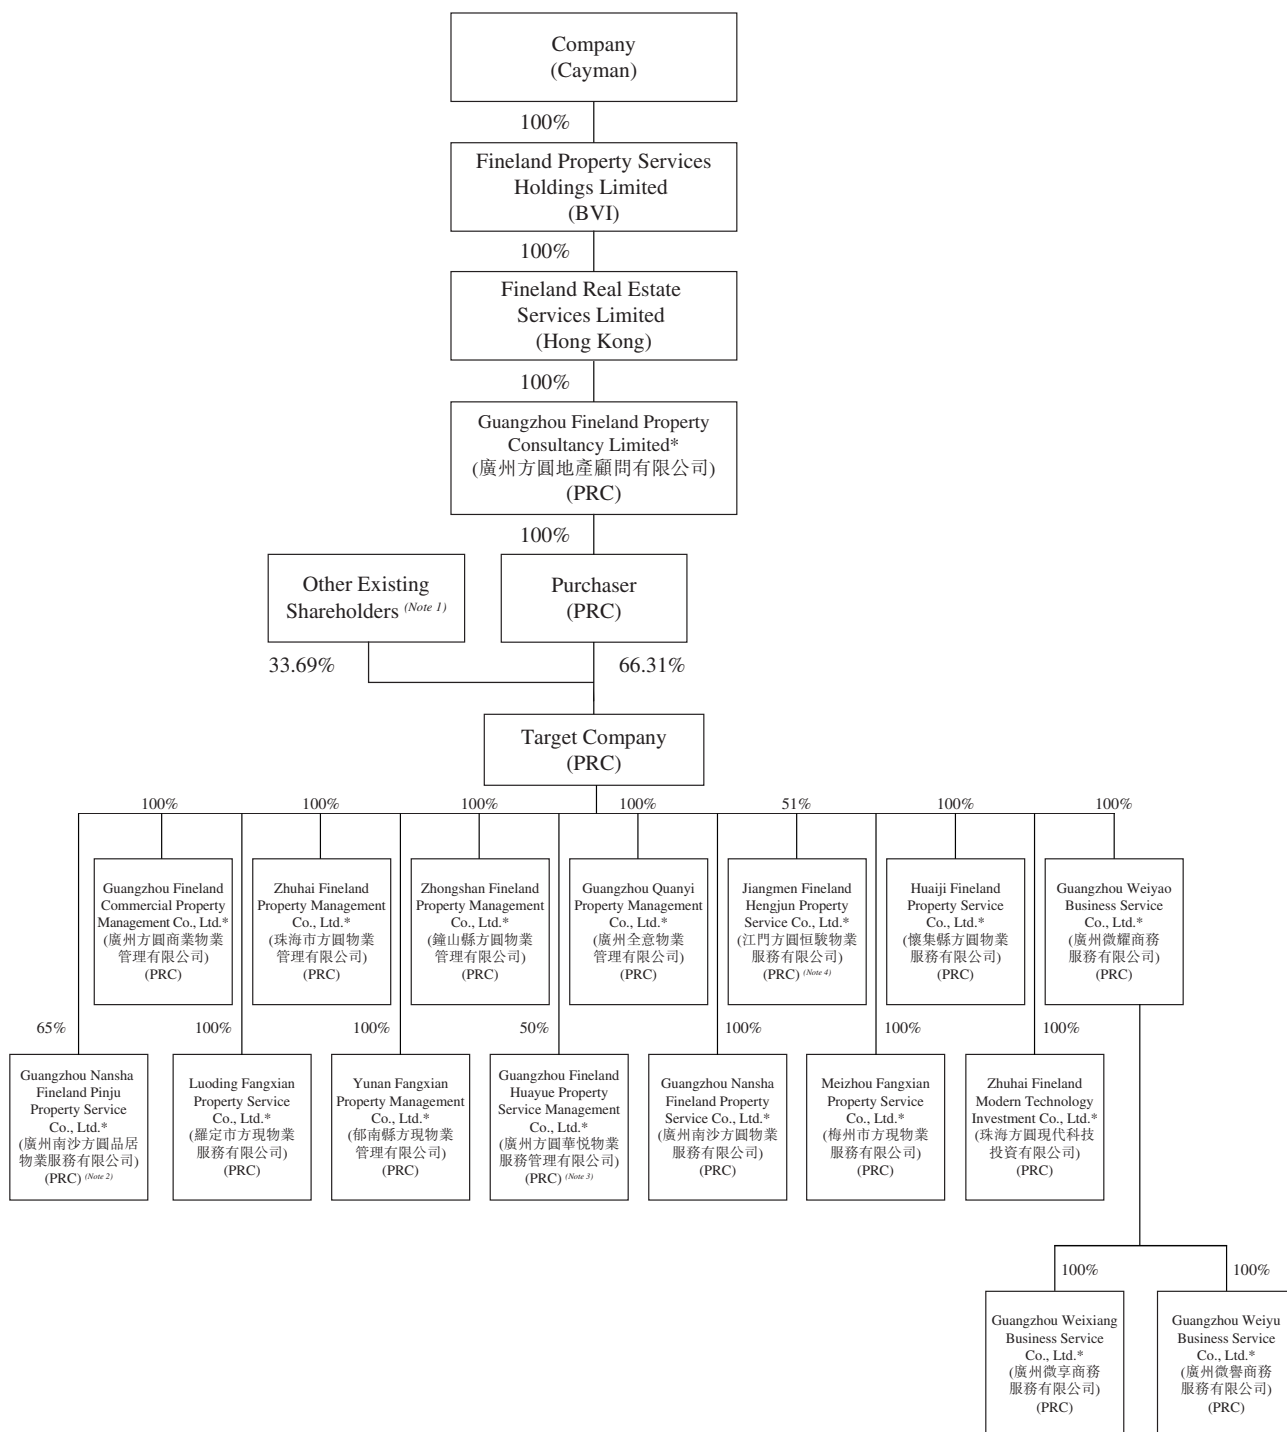 Company
(Cayman)
100%
Fineland Property Services
Holdings Limited
(BVI)
100%
Fineland Real Estate
Services Limited
(Hong Kong)
100%
Guangzhou Fineland Property
Consultancy Limited*
(廣州方圓地產顧問有限公司)
(PRC)
100%
Other Existing
Shareholders (Note 1)
Purchaser
(PRC)
33.69%
66.31%
Target Company
(PRC)
100%
100%
100%
100%
51%
100%
100%
Guangzhou Fineland
Commercial Property
Management Co., Ltd.*
(廣州方圓商業物業
管理有限公司)
(PRC)
Zhuhai Fineland
Property Management
Co., Ltd.*
(珠海市方圓物業
管理有限公司)
(PRC)
Zhongshan Fineland
Property Management
Co., Ltd.*
(鐘山縣方圓物業
管理有限公司)
(PRC)
Guangzhou Quanyi
Property Management
Co., Ltd.*
(廣州全意物業
管理有限公司)
(PRC)
Jiangmen Fineland
Hengjun Property
Service Co., Ltd.*
(江門方圓恒駿物業
服務有限公司)
(PRC) (Note 4)
Huaiji Fineland
Property Service
Co., Ltd.*
(懷集縣方圓物業
服務有限公司)
(PRC)
Guangzhou Weiyao
Business Service
Co., Ltd.*
(廣州微耀商務
服務有限公司)
(PRC)
65%
100%
100%
50%
100%
100%
100%
Guangzhou Nansha
Fineland Pinju
Property Service
Co., Ltd.*
(廣州南沙方圓品居
物業服務有限公司)
(PRC) (Note 2)
Luoding Fangxian
Property Service
Co., Ltd.*
(羅定市方現物業
服務有限公司)
(PRC)
Yunan Fangxian
Property Management
Co., Ltd.*
(郁南縣方現物業
管理有限公司)
(PRC)
Guangzhou Fineland
Huayue Property
Service Management
Co., Ltd.*
(廣州方圓華悦物業
服務管理有限公司)
(PRC) (Note 3)
Guangzhou Nansha
Fineland Property
Service Co., Ltd.*
(廣州南沙方圓物業
服務有限公司)
(PRC)
Meizhou Fangxian
Property Service
Co., Ltd.*
(梅州市方現物業
服務有限公司)
(PRC)
Zhuhai Fineland
Modern Technology
Investment Co., Ltd.*
(珠海方圓現代科技
投資有限公司)
(PRC)
100%
100%
Guangzhou Weixiang
Business Service
Co., Ltd.*
(廣州微享商務
服務有限公司)
(PRC)
Guangzhou Weiyu
Business Service
Co., Ltd.*
(廣州微譽商務
服務有限公司)
(PRC)